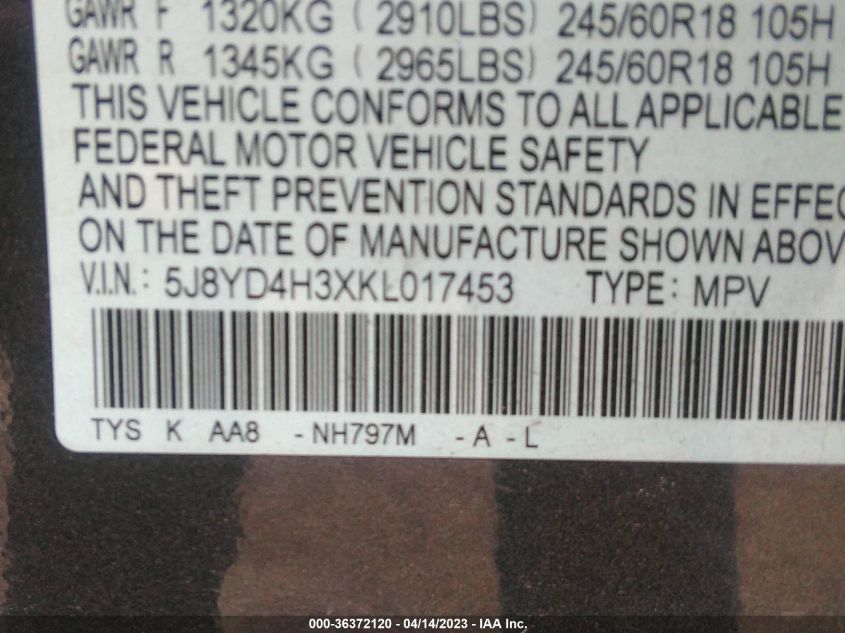 GAWR F 1320KG ( 2910LBS) 245/60R18 105H
GAWR R 1345KG ( 2965LBS) 245/60R18 105H
THIS VEHICLE CONFORMS TO ALL APPLICABLE
FEDERAL MOTOR VEHICLE SAFETY
AND THEFT PREVENTION STANDARDS IN EFFEC
ON THE DATE OF MANUFACTURE SHOWN ABOV
V.I.N.: 5J8YD4H3XKL017453 TYPE: MPV
TYS K AA8 -NH797M -A -L
000-36372120 | 04/14/2023 - IAA Inc.